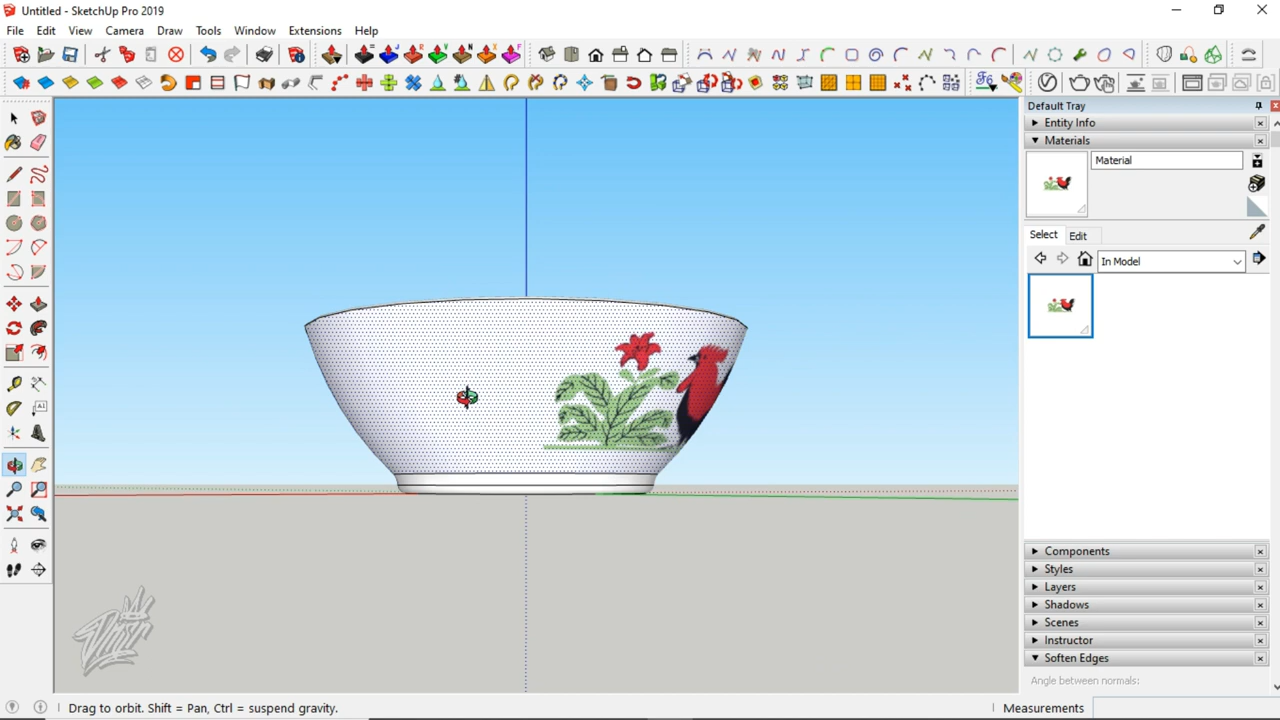 Untitled - SketchUp Pro 2019
File Edit View Camera Draw Tools Window Extensions Help
Default Tray
Entity Info
Materials
Material
Select Edit
In Model
Components
Styles
Layers
Shadows
Scenes
Instructor
Soften Edges
Angle between normals:
Drag to orbit. Shift = Pan, Ctrl = suspend gravity.
Measurements